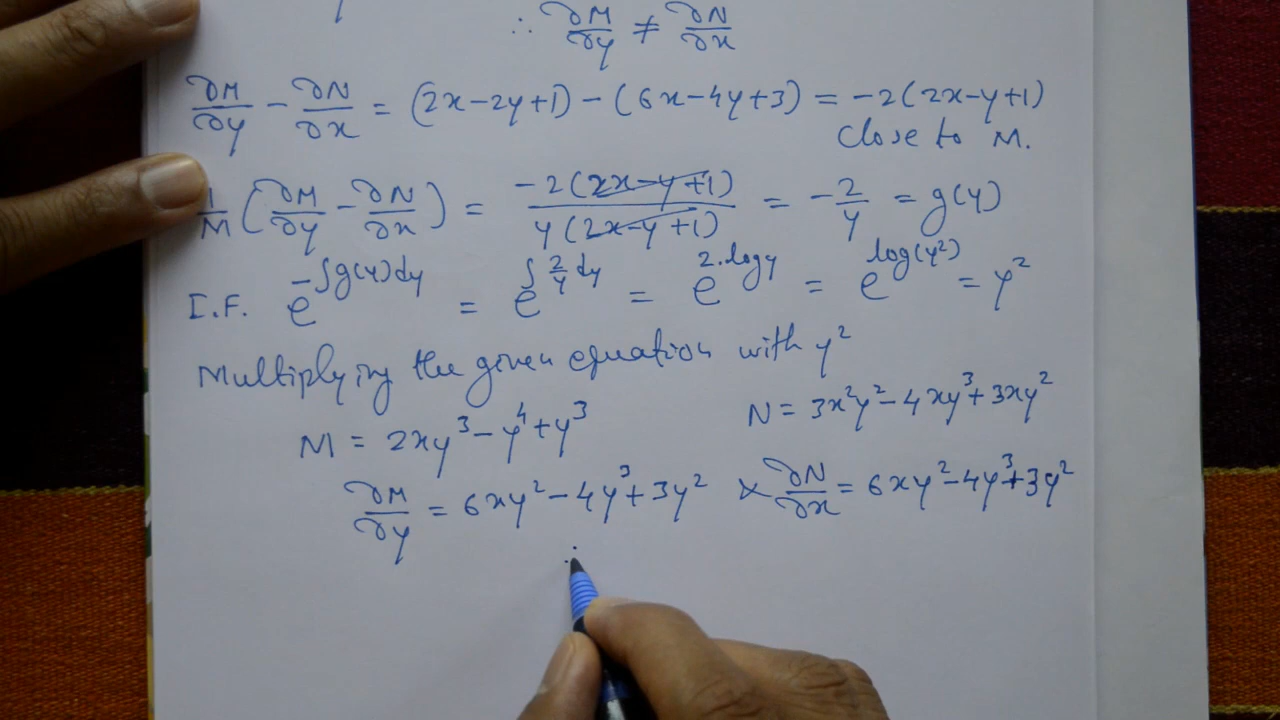 ∴ ∂M/∂y ≠ ∂N/∂x
∂M/∂y - ∂N/∂x = (2x-2y+1) - (6x-4y+3) = -2(2x-y+1)
Close to M.
1/M (∂M/∂y - ∂N/∂x) = -2(2x-y+1)/y(2x-y+1) = -2/y = g(y)
I.F. e^{-∫g(y)dy} = e^{∫2/y dy} = e^{2.logy} = e^{log(y²)} = y²
Multiplying the given equation with y²
M = 2xy³ - y⁴ + y³ N = 3x²y² - 4xy³ + 3xy²
∂M/∂y = 6xy² - 4y³ + 3y² & ∂N/∂x = 6xy² - 4y³ + 3y²